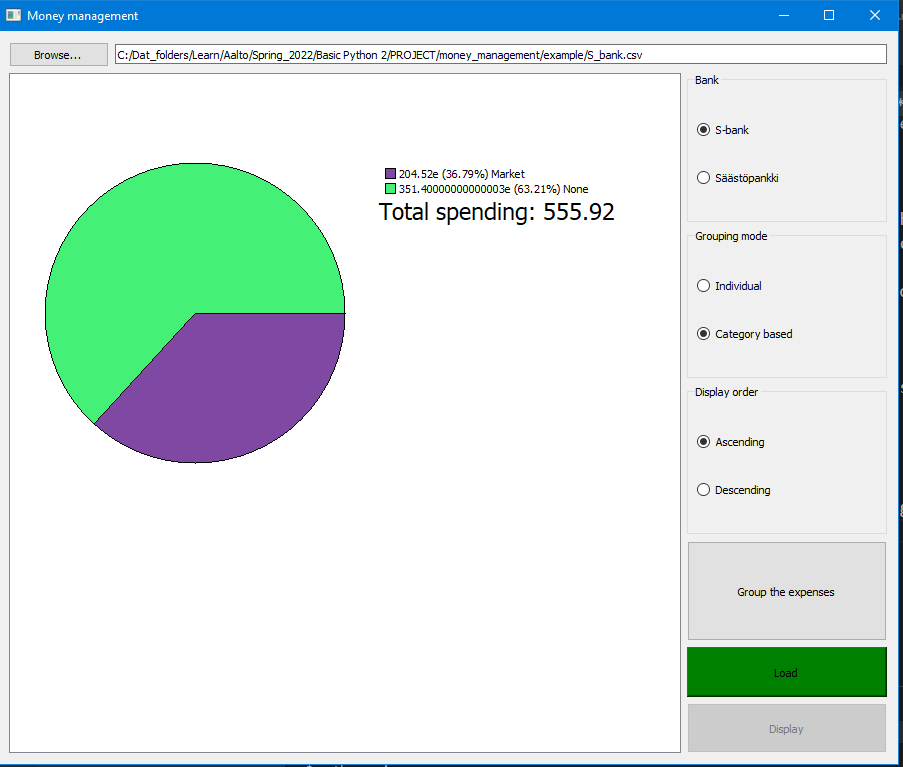 Money management
Browse...
C:/Dat_folders/Learn/Aalto/Spring_2022/Basic Python 2/PROJECT/money_management/example/S_bank.csv
204.52e (36.79%) Market
351.40000000000003e (63.21%) None
Total spending: 555.92
Bank
S-bank
Säästöpankki
Grouping mode
Individual
Category based
Display order
Ascending
Descending
Group the expenses
Load
Display